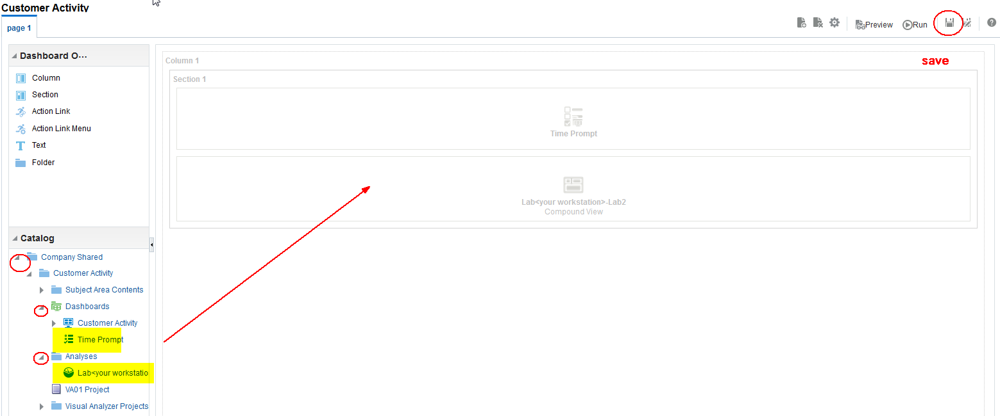 Customer Activity
page 1
Preview
Run
?
Dashboard O...
Column
Section
Action Link
Action Link Menu
Text
Folder
Column 1
save
Section 1
Time Prompt
Lab<your workstation>-Lab2
Compound View
Catalog
Company Shared
Customer Activity
Subject Area Contents
Dashboards
Customer Activity
Time Prompt
Analyses
Lab<your workstatio
VA01 Project
Visual Analyzer Projects